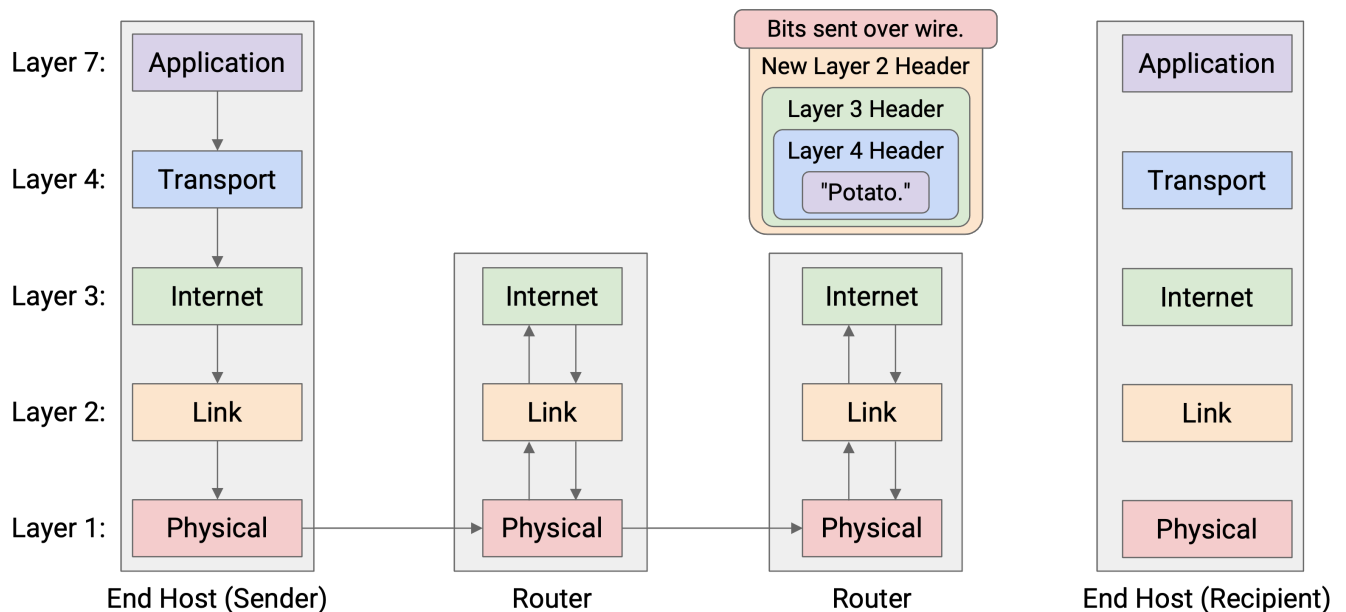 Bits sent over wire.
New Layer 2 Header
Layer 3 Header
Layer 4 Header
"Potato."
Layer 7:
Application
Application
Layer 4:
Transport
Transport
Layer 3:
Internet
Internet
Internet
Internet
Layer 2:
Link
Link
Link
Link
Layer 1:
Physical
Physical
Physical
Physical
End Host (Sender)
Router
Router
End Host (Recipient)